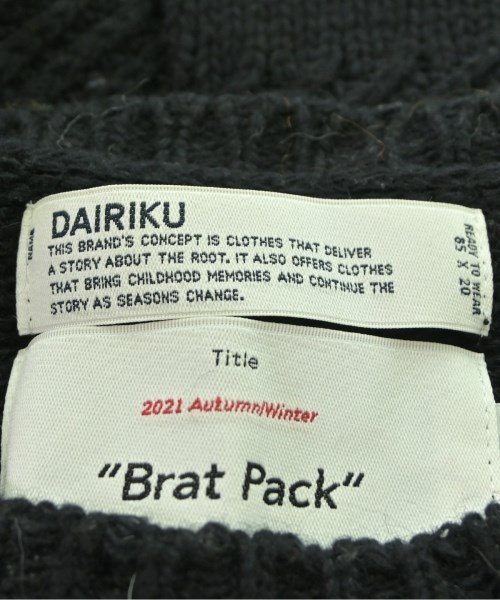 DAIRIKU
THIS BRAND'S CONCEPT IS CLOTHES THAT DELIVER
A STORY ABOUT THE ROOT. IT ALSO OFFERS CLOTHES
THAT BRING CHILDHOOD MEMORIES AND CONTINUE THE
STORY AS SEASONS CHANGE.
READY TO WEAR
85 X 20
Title
2021 Autumn/Winter
"Brat Pack"